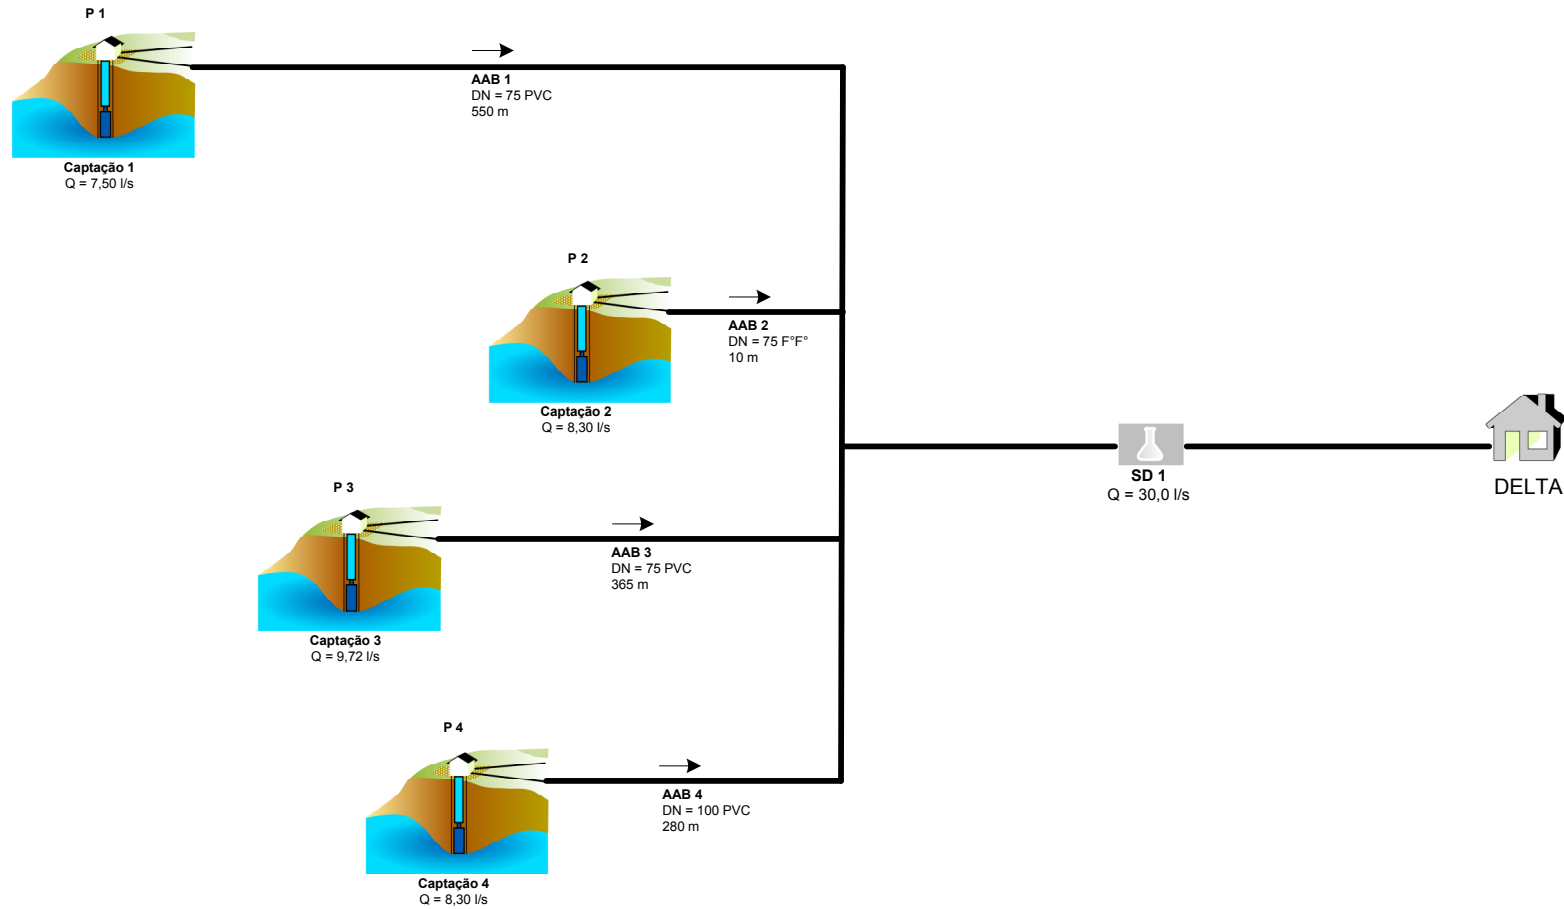 P 1
AAB 1
DN = 75 PVC
550 m
Captação 1
Q = 7,50 l/s
P 2
AAB 2
DN = 75 F°F°
10 m
Captação 2
Q = 8,30 l/s
SD 1
Q = 30,0 l/s
DELTA
P 3
AAB 3
DN = 75 PVC
365 m
Captação 3
Q = 9,72 l/s
P 4
AAB 4
DN = 100 PVC
280 m
Captação 4
Q = 8,30 l/s